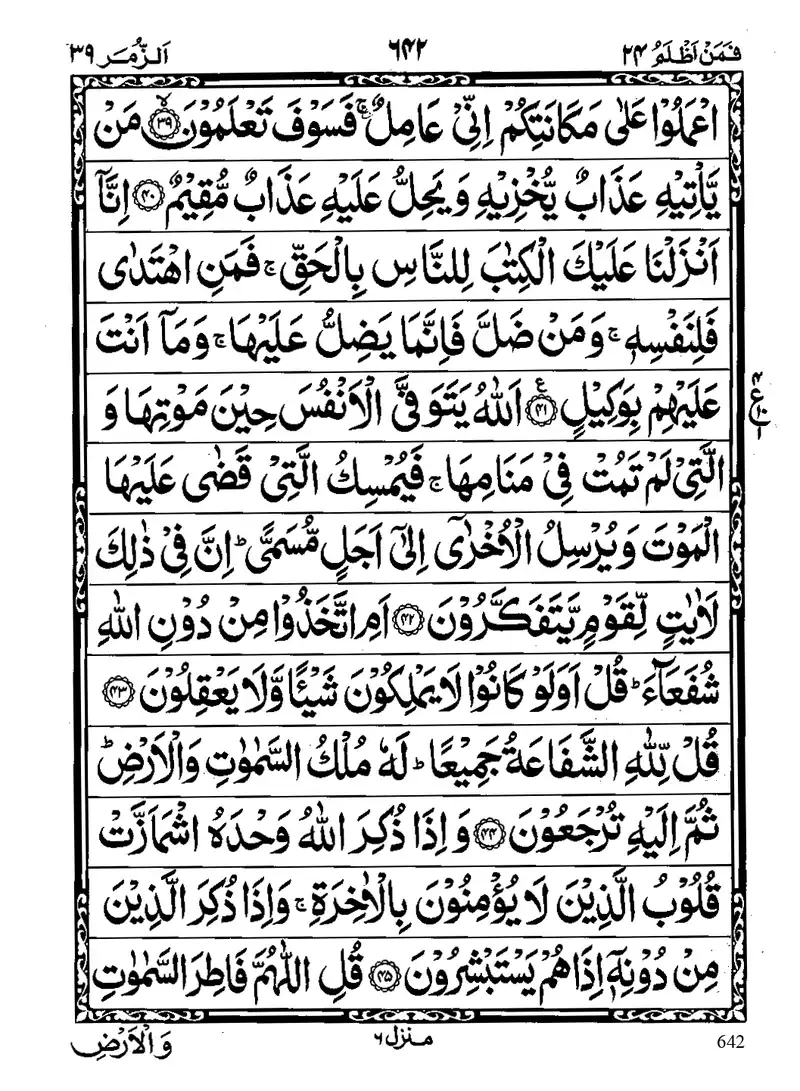 فَمَنْ اَظْلَمُ ٢٤ ٦٤٢ اَلزُّمَر ٣٩
اعْمَلُوْا عَلٰى مَكَانَتِكُمْ اِنِّيْ عَامِلٌ ۚ فَسَوْفَ تَعْلَمُوْنَ ۙ﴿٣٩﴾ مَنْ
يَّاْتِيْهِ عَذَابٌ يُّخْزِيْهِ وَيَحِلُّ عَلَيْهِ عَذَابٌ مُّقِيْمٌ ﴿٤٠﴾ اِنَّاۤ
اَنْزَلْنَا عَلَيْكَ الْكِتٰبَ لِلنَّاسِ بِالْحَقِّ ۚ فَمَنِ اهْتَدٰى
فَلِنَفْسِهٖ ۚ وَمَنْ ضَلَّ فَاِنَّمَا يَضِلُّ عَلَيْهَا ۚ وَمَاۤ اَنْتَ
عَلَيْهِمْ بِوَكِيْلٍ ﴿٤١﴾ ع اَللّٰهُ يَتَوَفَّى الْاَنْفُسَ حِيْنَ مَوْتِهَا وَ
الَّتِيْ لَمْ تَمُتْ فِيْ مَنَامِهَا ۚ فَيُمْسِكُ الَّتِيْ قَضٰى عَلَيْهَا
الْمَوْتَ وَيُرْسِلُ الْاُخْرٰۤى اِلٰۤى اَجَلٍ مُّسَمًّى ؕ اِنَّ فِيْ ذٰلِكَ
لَاٰيٰتٍ لِّقَوْمٍ يَّتَفَكَّرُوْنَ ﴿٤٢﴾ اَمِ اتَّخَذُوْا مِنْ دُوْنِ اللّٰهِ
شُفَعَآءَ ؕ قُلْ اَوَلَوْ كَانُوْا لَا يَمْلِكُوْنَ شَيْئًا وَّلَا يَعْقِلُوْنَ ﴿٤٣﴾
قُلْ لِّلّٰهِ الشَّفَاعَةُ جَمِيْعًا ؕ لَهٗ مُلْكُ السَّمٰوٰتِ وَالْاَرْضِ ؕ
ثُمَّ اِلَيْهِ تُرْجَعُوْنَ ﴿٤٤﴾ وَاِذَا ذُكِرَ اللّٰهُ وَحْدَهُ اشْمَاَزَّتْ
قُلُوْبُ الَّذِيْنَ لَا يُؤْمِنُوْنَ بِالْاٰخِرَةِ ۚ وَاِذَا ذُكِرَ الَّذِيْنَ
مِنْ دُوْنِهٖۤ اِذَا هُمْ يَسْتَبْشِرُوْنَ ﴿٤٥﴾ قُلِ اللّٰهُمَّ فَاطِرَ السَّمٰوٰتِ
642 منزل ٦ وَالْاَرْضِ